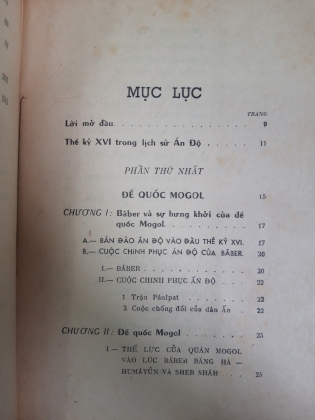 MỤC LỤC
TRANG
Lời mở đầu. . . . . . . . . . . . . 9
Thế kỷ XVI trong lịch sử Ấn Độ . . . . . 11
PHẦN THỨ NHẤT
ĐẾ QUỐC MOGOL 15
CHƯƠNG I : Bâber và sự hưng khởi của đế
quốc Mogol. . . . . . . . . . 17
A.— BÁN ĐẢO ẤN ĐỘ VÀO ĐẦU THẾ KỶ XVI. 17
B.— CUỘC CHINH PHỤC ẤN ĐỘ CỦA BÂBER. 20
I.— BÂBER . . . . . . . . . . . 20
II.— CUỘC CHINH PHỤC ẤN ĐỘ . . . . 22
1 Trận Pânîpat . . . . . . . 22
2 Cuộc chống đối của dân Ấn 22
CHƯƠNG II : Đế quốc Mogol . . . . . . . 25
I — THẾ LỰC CỦA QUÂN MOGOL
VÀO LÚC BÂBER BĂNG HÀ —
HUMÂYÛN VÀ SHER SHÂH . . . 25